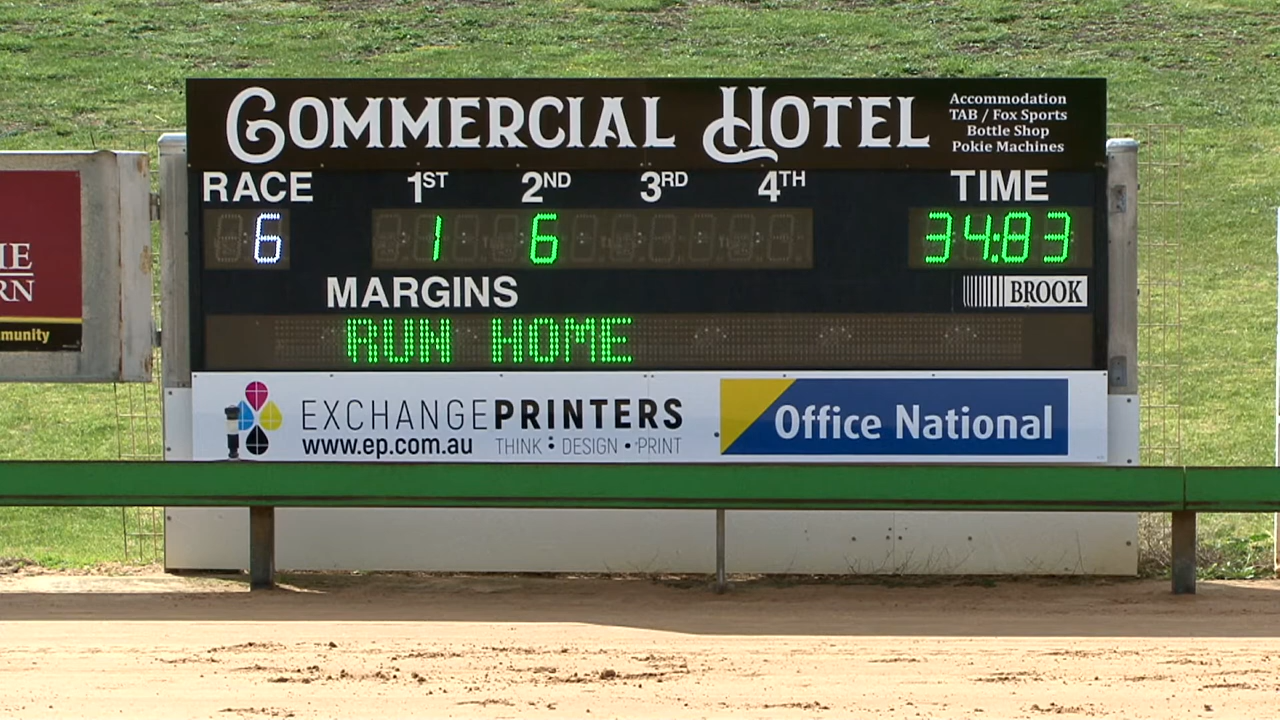 COMMERCIAL HOTEL
Accommodation
TAB / Fox Sports
Bottle Shop
Pokie Machines
RACE 1ST 2ND 3RD 4TH TIME
6 1 6 34:83
MARGINS
BROOK
RUN HOME
IE
RN
munity
EXCHANGEPRINTERS
www.ep.com.au THINK : DESIGN • PRINT
Office National